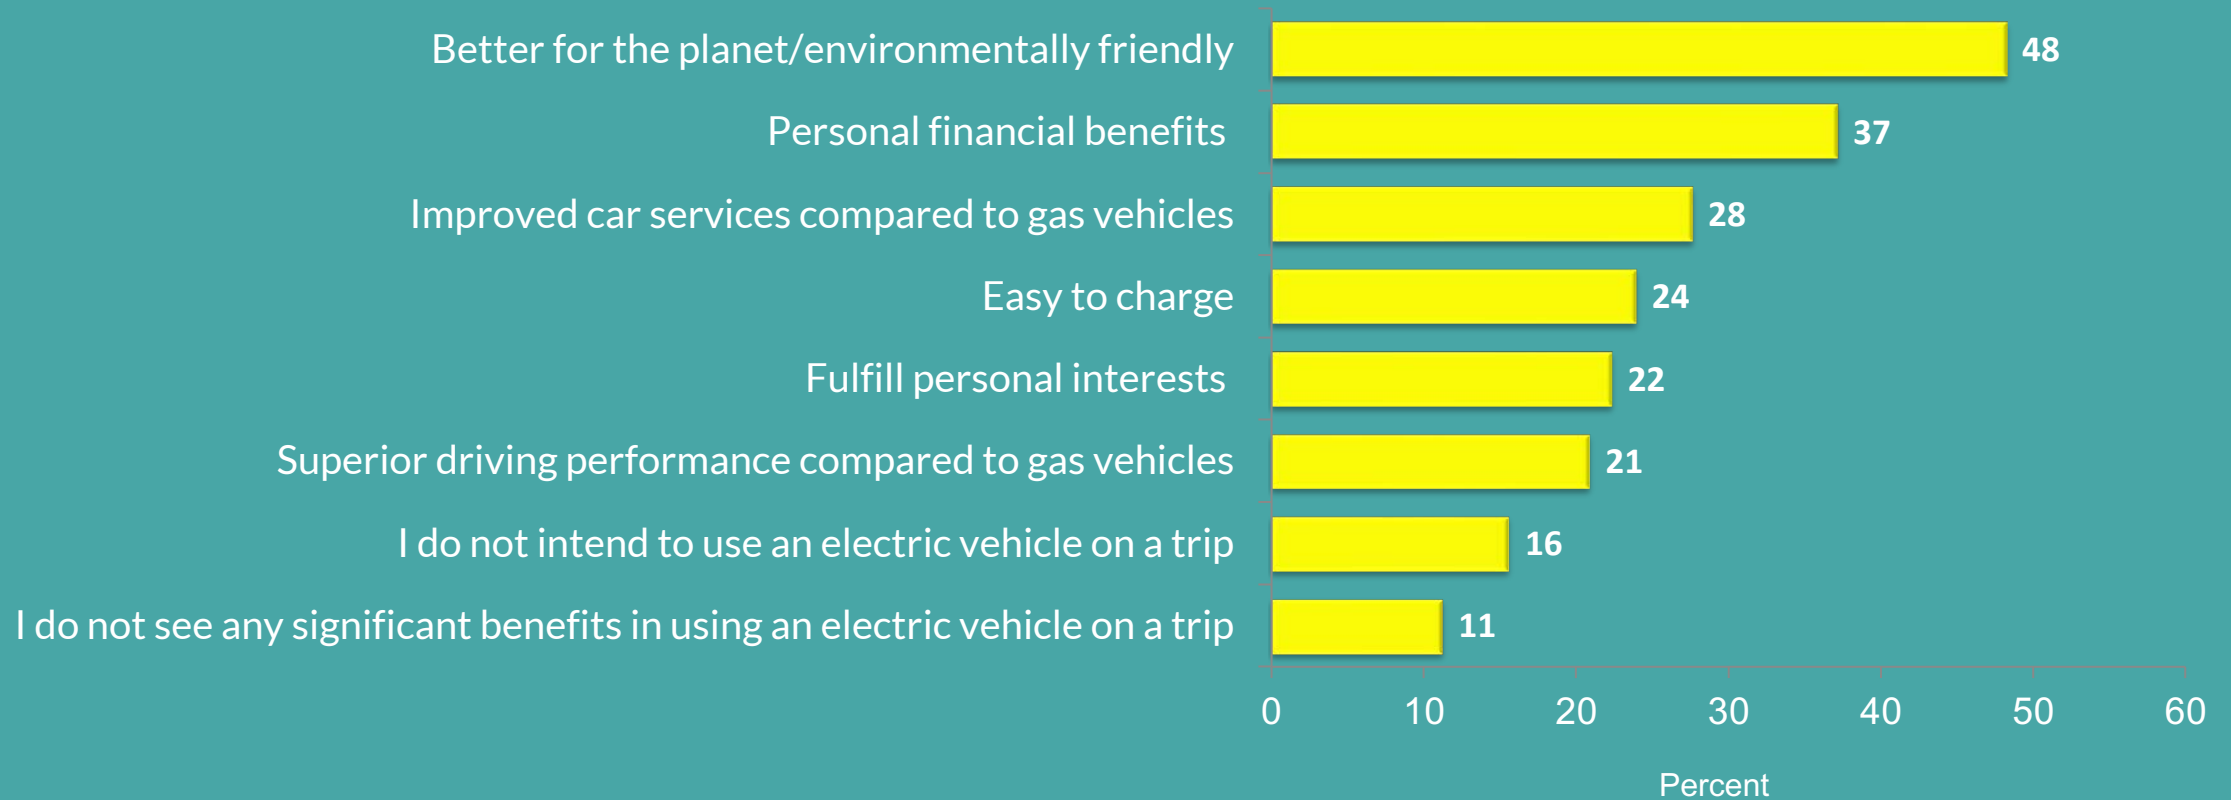 Better for the planet/environmentally friendly 48
Personal financial benefits 37
Improved car services compared to gas vehicles 28
Easy to charge 24
Fulfill personal interests 22
Superior driving performance compared to gas vehicles 21
I do not intend to use an electric vehicle on a trip 16
I do not see any significant benefits in using an electric vehicle on a trip 11
0 10 20 30 40 50 60
Percent